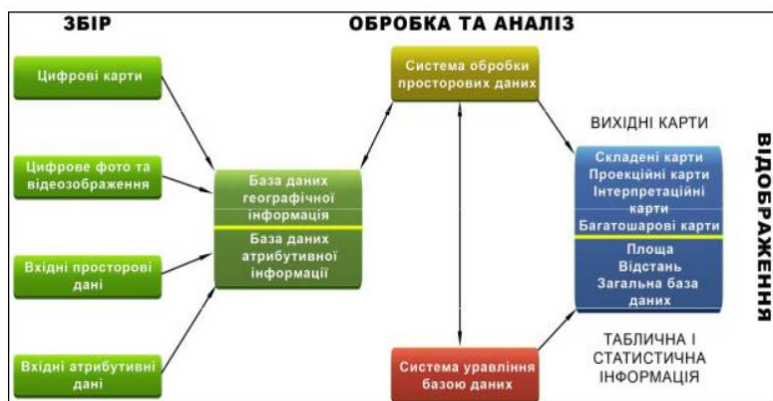 ЗБІР
ОБРОБКА ТА АНАЛІЗ
Цифрові карти
Цифрове фото та
відеозображення
Вхідні просторові
дані
Вхідні атрибутивні
дані
База даних
географічної
інформація
База даних
атрибутивної
інформації
Система обробки
просторових даних
Система уравління
базою даних
ВИХІДНІ КАРТИ
Складені карти
Проекційні карти
Інтерпретаційні
карти
Багатошарові карти
Площа
Відстань
Загальна база
даних
ТАБЛИЧНА І
СТАТИСТИЧНА
ІНФОРМАЦІЯ
ВІДОБРАЖЕННЯ